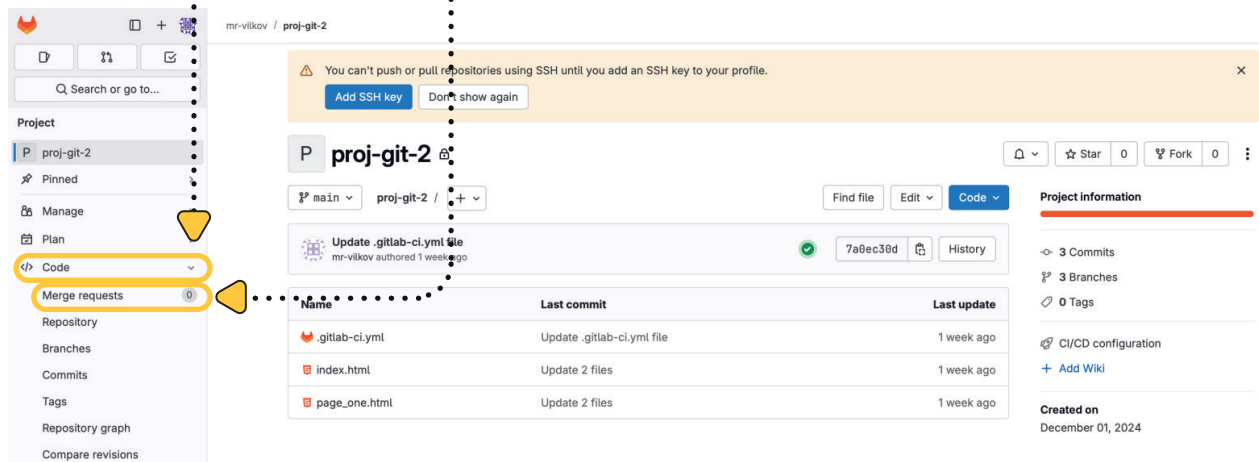 mr-vilkov / proj-git-2
Search or go to...
Project
P proj-git-2
Pinned
Manage
Plan
Code
Merge requests 0
Repository
Branches
Commits
Tags
Repository graph
Compare revisions
You can't push or pull repositories using SSH until you add an SSH key to your profile.
Add SSH key Don't show again
P proj-git-2
Star 0 Fork 0
main proj-git-2 / +
Find file Edit Code
Update .gitlab-ci.yml file
mr-vilkov authored 1 week ago
7a0ec30d History
Name Last commit Last update
.gitlab-ci.yml Update .gitlab-ci.yml file 1 week ago
index.html Update 2 files 1 week ago
page_one.html Update 2 files 1 week ago
Project information
3 Commits
3 Branches
0 Tags
CI/CD configuration
+ Add Wiki
Created on
December 01, 2024